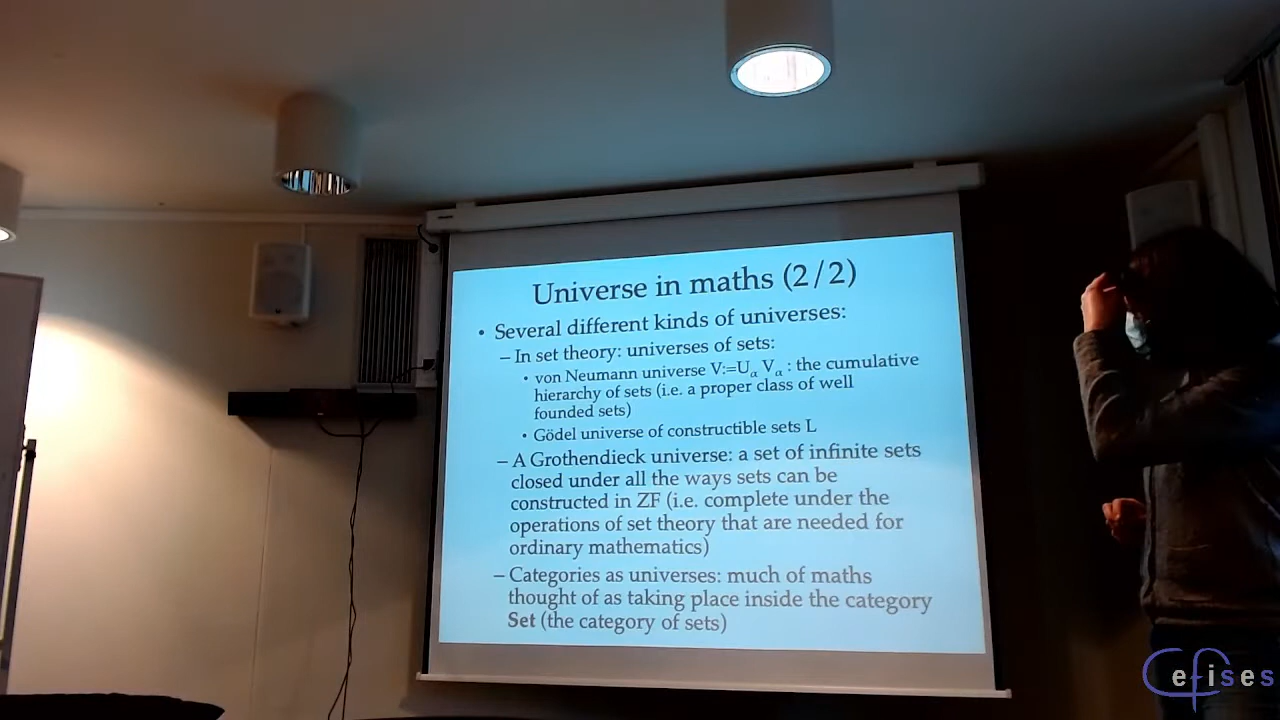 Universe in maths (2/2)
• Several different kinds of universes:
– In set theory: universes of sets:
• von Neumann universe V:=Uα Vα : the cumulative
hierarchy of sets (i.e. a proper class of well
founded sets)
• Gödel universe of constructible sets L
– A Grothendieck universe: a set of infinite sets
closed under all the ways sets can be
constructed in ZF (i.e. complete under the
operations of set theory that are needed for
ordinary mathematics)
– Categories as universes: much of maths
thought of as taking place inside the category
Set (the category of sets)
Cefises